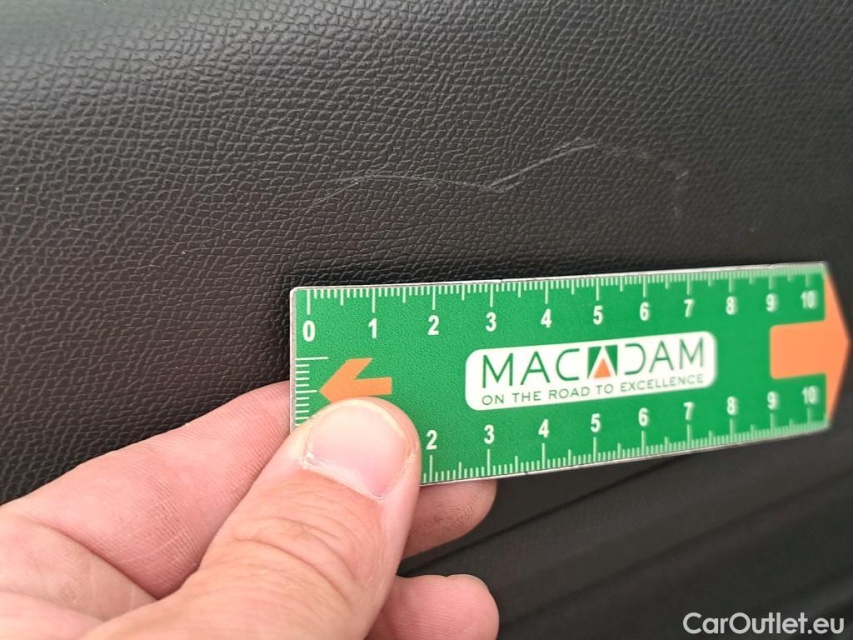 0 1 2 3 4 5 6 7 8 9 10
MACADAM
ON THE ROAD TO EXCELLENCE
2 3 4 5 6 7 8 9 10
CarOutlet.eu